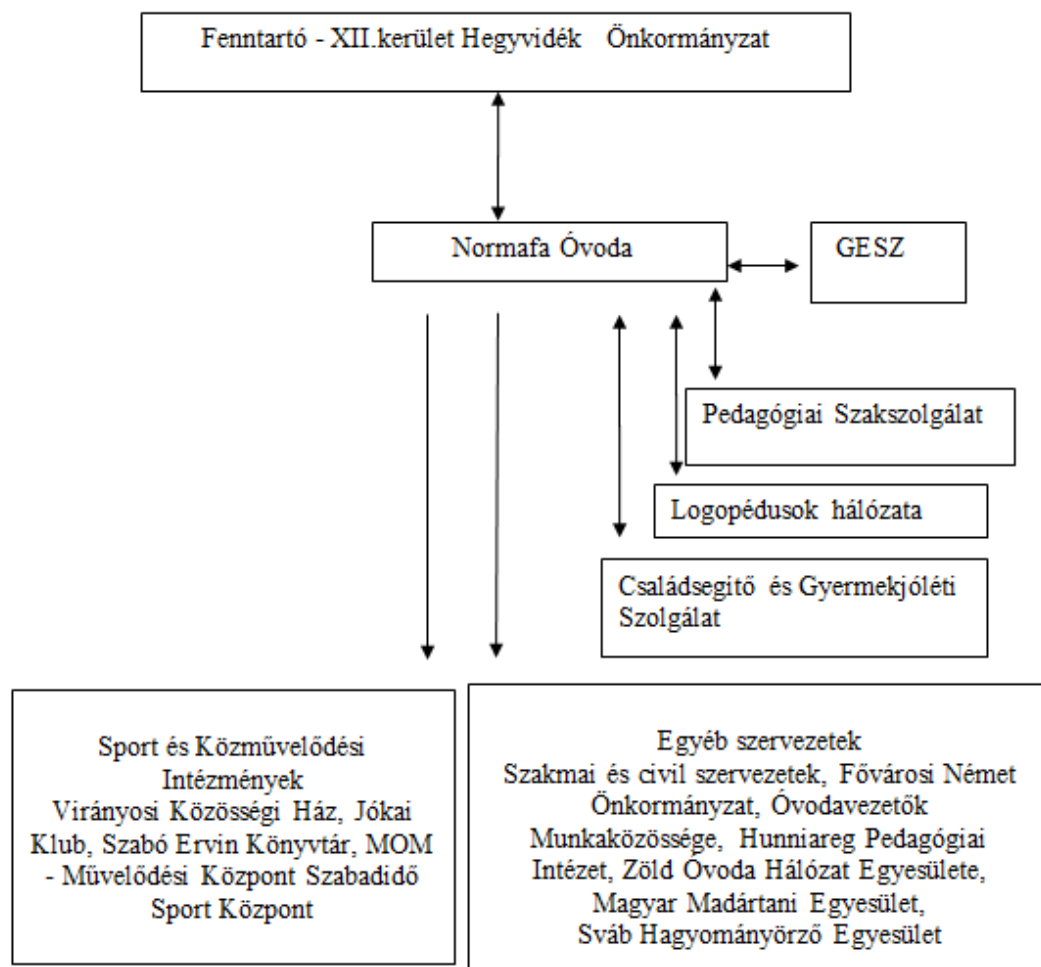 Fenntartó - XII.kerület Hegyvidék Önkormányzat
Normafa Óvoda
GESZ
Pedagógiai Szakszolgálat
Logopédusok hálózata
Családsegitő és Gyermekjóléti
Szolgálat
Sport és Közművelődési
Intézmények
Virányosi Közösségi Ház, Jókai
Klub, Szabó Ervin Könyvtár, MOM
- Művelődési Központ Szabadidő
Sport Központ
Egyéb szervezetek
Szakmai és civil szervezetek, Fővárosi Német
Önkormányzat, Óvodavezetők
Munkaközössége, Hunniareg Pedagógiai
Intézet, Zöld Óvoda Hálózat Egyesülete,
Magyar Madártani Egyesület,
Sváb Hagyományörző Egyesület